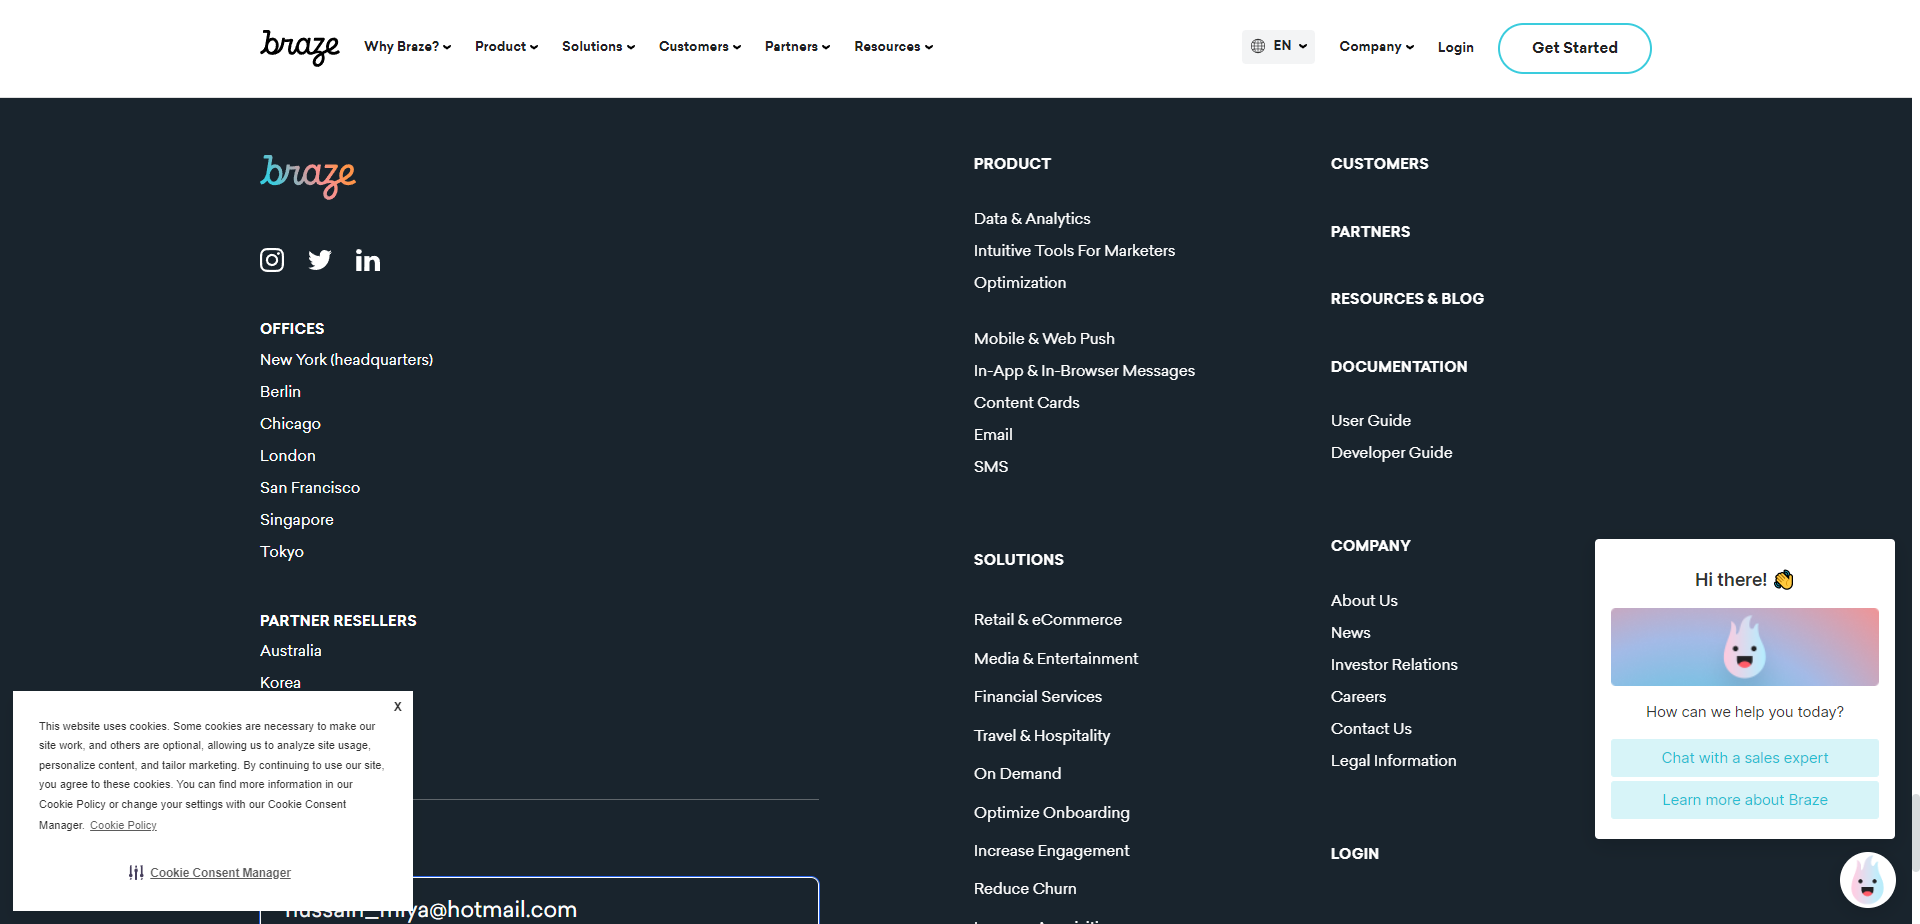 braze
Why Braze?
Product
Solutions
Customers
Partners
Resources
EN
Company
Login
Get Started
braze
OFFICES
New York (headquarters)
Berlin
Chicago
London
San Francisco
Singapore
Tokyo
PARTNER RESELLERS
Australia
Korea
PRODUCT
Data & Analytics
Intuitive Tools For Marketers
Optimization
Mobile & Web Push
In-App & In-Browser Messages
Content Cards
Email
SMS
SOLUTIONS
Retail & eCommerce
Media & Entertainment
Financial Services
Travel & Hospitality
On Demand
Optimize Onboarding
Increase Engagement
Reduce Churn
CUSTOMERS
PARTNERS
RESOURCES & BLOG
DOCUMENTATION
User Guide
Developer Guide
COMPANY
About Us
News
Investor Relations
Careers
Contact Us
Legal Information
LOGIN
X
This website uses cookies. Some cookies are necessary to make our
site work, and others are optional, allowing us to analyze site usage,
personalize content, and tailor marketing. By continuing to use our site,
you agree to these cookies. You can find more information in our
Cookie Policy or change your settings with our Cookie Consent
Manager. Cookie Policy
Cookie Consent Manager
hussain_miya@hotmail.com
Hi there!
How can we help you today?
Chat with a sales expert
Learn more about Braze